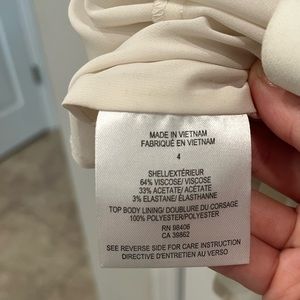 MADE IN VIETNAM
FABRIQUÉ EN VIETNAM
4
SHELL/EXTÉRIEUR
64% VISCOSE/ VISCOSE
33% ACETATE/ ACÉTATE
3% ELASTANE/ ÉLASTHANNE
TOP BODY LINING/ DOUBLURE DU CORSAGE
100% POLYESTER/POLYESTER
RN 98406
CA 39862
SEE REVERSE SIDE FOR CARE INSTRUCTION
DIRECTIVE D'ENTRETIEN AU VERSO